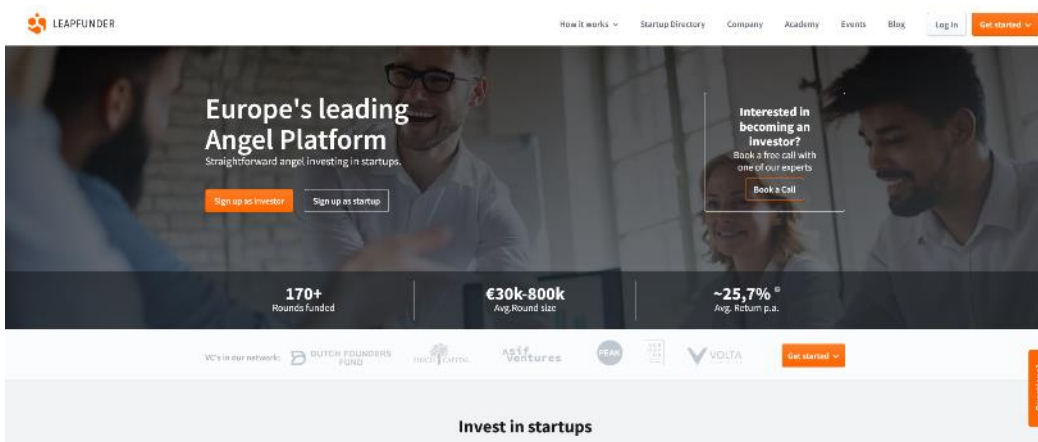 LEAPFUNDER
How it works
Startup Directory
Company
Academy
Events
Blog
Log In
Get started
Europe's leading
Angel Platform
Straightforward angel investing in startups.
Sign up as investor
Sign up as startup
Interested in
becoming an
investor?
Book a free call with
one of our experts
Book a Call
170+
Rounds funded
€30k-800k
Avg.Round size
~25,7%
Avg. Return p.a.
VC's in our network:
DUTCH FOUNDERS
FUND
CAPITAL
ASIF
ventures
PEAK
VOLTA
Get started
Invest in startups